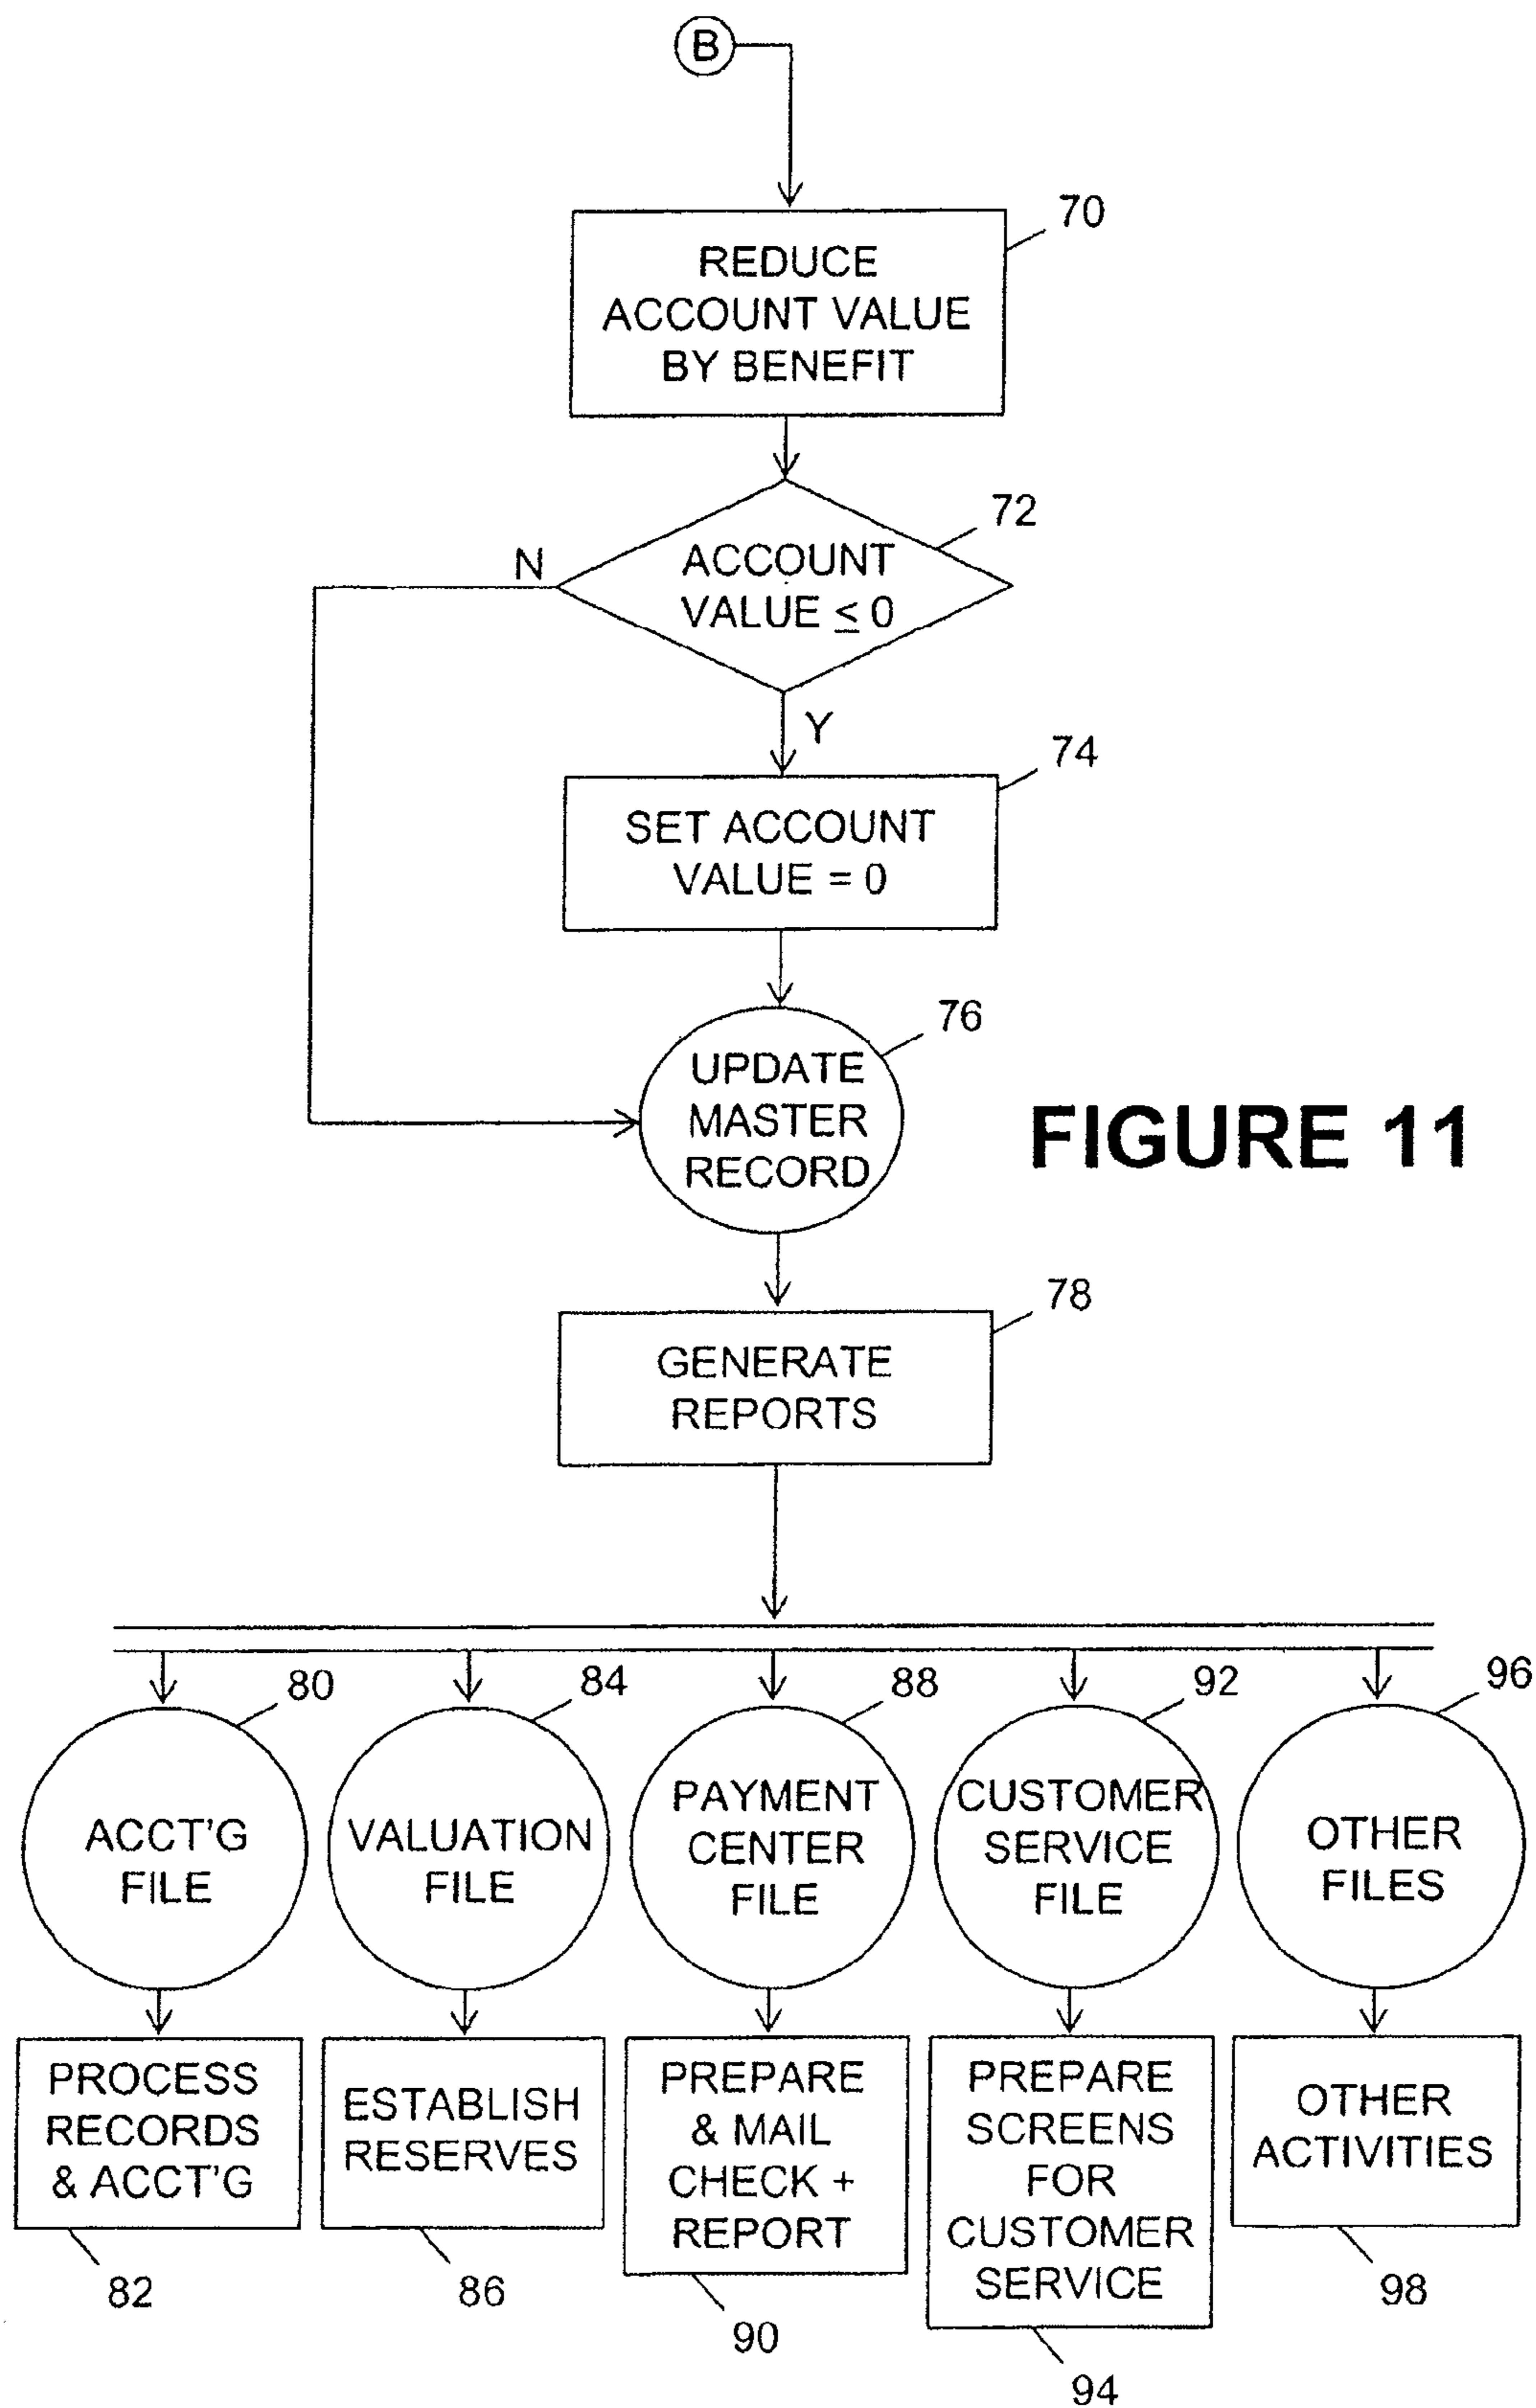 B
70
REDUCE
ACCOUNT VALUE
BY BENEFIT
72
N
ACCOUNT
VALUE ≤ 0
Y
74
SET ACCOUNT
VALUE = 0
76
UPDATE
MASTER
RECORD
FIGURE 11
78
GENERATE
REPORTS
80
84
88
92
96
ACCT'G
FILE
VALUATION
FILE
PAYMENT
CENTER
FILE
CUSTOMER
SERVICE
FILE
OTHER
FILES
PROCESS
RECORDS
& ACCT'G
ESTABLISH
RESERVES
PREPARE
& MAIL
CHECK +
REPORT
PREPARE
SCREENS
FOR
CUSTOMER
SERVICE
OTHER
ACTIVITIES
82
86
90
94
98